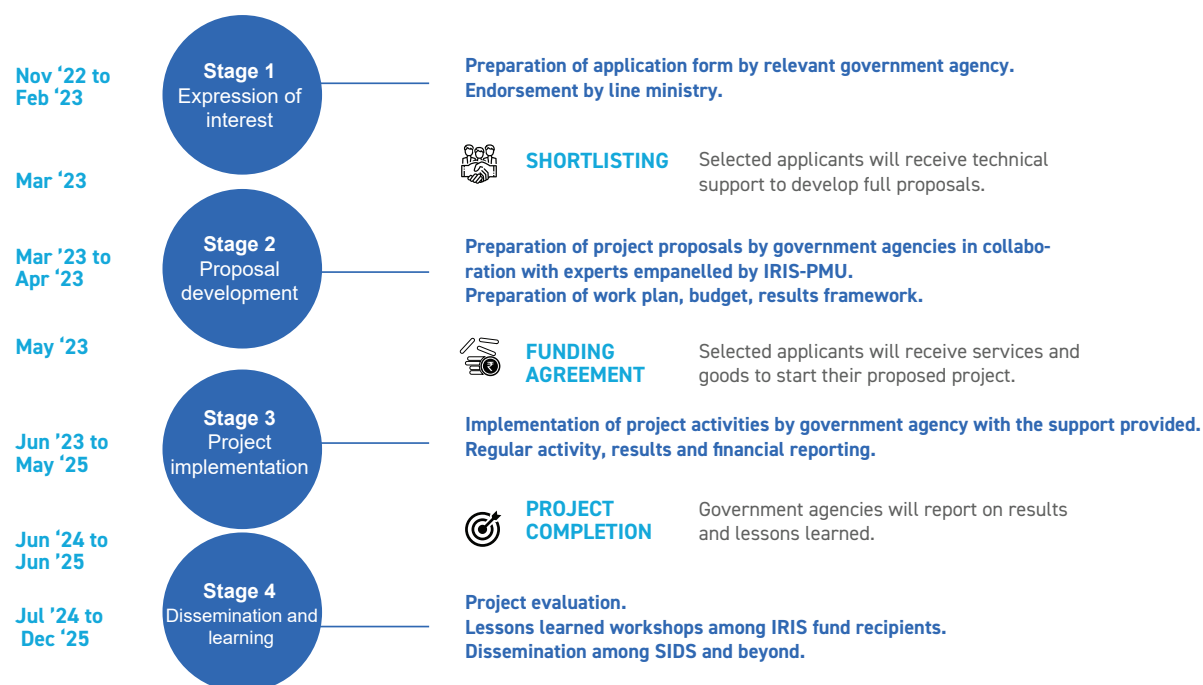 Nov ‘22 to
Feb ‘23
Stage 1
Expression of
interest
Preparation of application form by relevant government agency.
Endorsement by line ministry.
Mar ‘23
SHORTLISTING
Selected applicants will receive technical
support to develop full proposals.
Mar ‘23 to
Apr ‘23
Stage 2
Proposal
development
Preparation of project proposals by government agencies in collabo-
ration with experts empanelled by IRIS-PMU.
Preparation of work plan, budget, results framework.
May ‘23
₹
FUNDING
AGREEMENT
Selected applicants will receive services and
goods to start their proposed project.
Jun ’23 to
May ‘25
Stage 3
Project
implementation
Implementation of project activities by government agency with the support provided.
Regular activity, results and financial reporting.
Jun ‘24 to
Jun ’25
PROJECT
COMPLETION
Government agencies will report on results
and lessons learned.
Jul ’24 to
Dec ‘25
Stage 4
Dissemination and
learning
Project evaluation.
Lessons learned workshops among IRIS fund recipients.
Dissemination among SIDS and beyond.